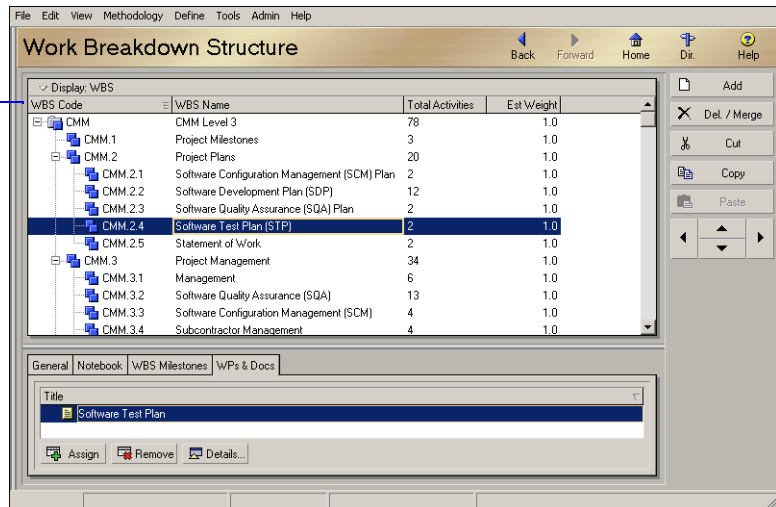 File Edit View Methodology Define Tools Admin Help
Work Breakdown Structure
Back Forward Home Dir. Help
Display: WBS
WBS Code WBS Name Total Activities Est Weight
CMM CMM Level 3 78 1.0
CMM.1 Project Milestones 3 1.0
CMM.2 Project Plans 20 1.0
CMM.2.1 Software Configuration Management (SCM) Plan 2 1.0
CMM.2.2 Software Development Plan (SDP) 12 1.0
CMM.2.3 Software Quality Assurance (SQA) Plan 2 1.0
CMM.2.4 Software Test Plan (STP) 2 1.0
CMM.2.5 Statement of Work 2 1.0
CMM.3 Project Management 34 1.0
CMM.3.1 Management 6 1.0
CMM.3.2 Software Quality Assurance (SQA) 13 1.0
CMM.3.3 Software Configuration Management (SCM) 4 1.0
CMM.3.4 Subcontractor Management 4 1.0
Add
Del. / Merge
Cut
Copy
Paste
General Notebook WBS Milestones WPs & Docs
Title
Software Test Plan
Assign Remove Details...